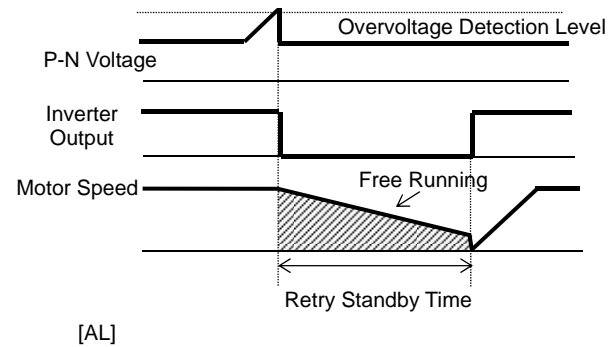 Overvoltage Detection Level
P-N Voltage
Inverter
Output
Free Running
Motor Speed
Retry Standby Time
[AL]